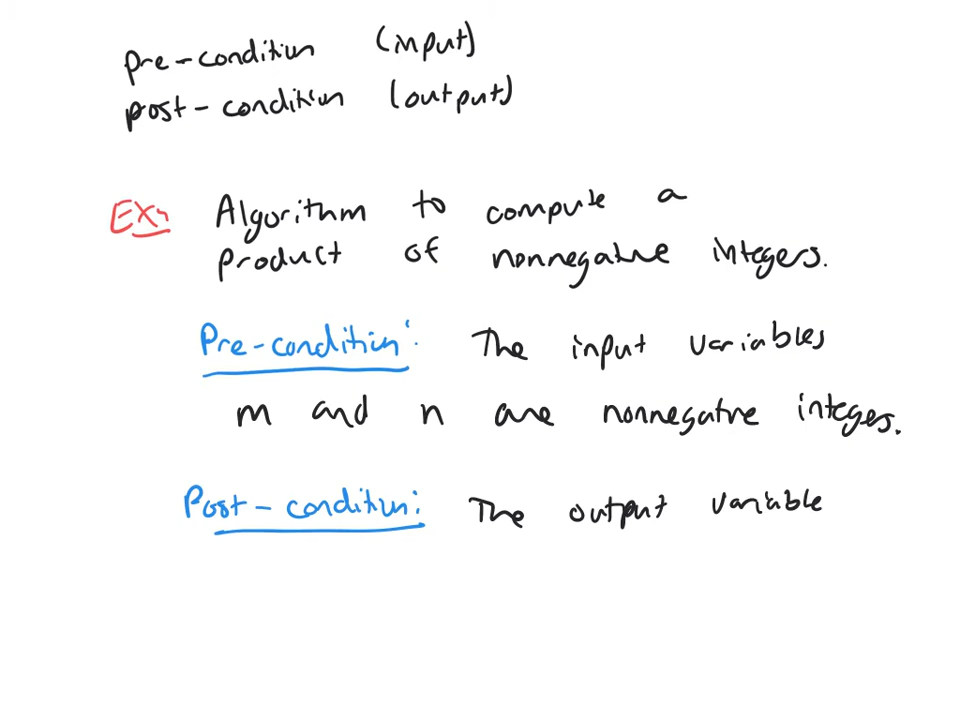 pre-condition (input)
post-condition (output)
Ex: Algorithm to compute a
product of nonnegative integers.
Pre-condition: The input variables
m and n are nonnegative integers.
Post-condition: The output variable